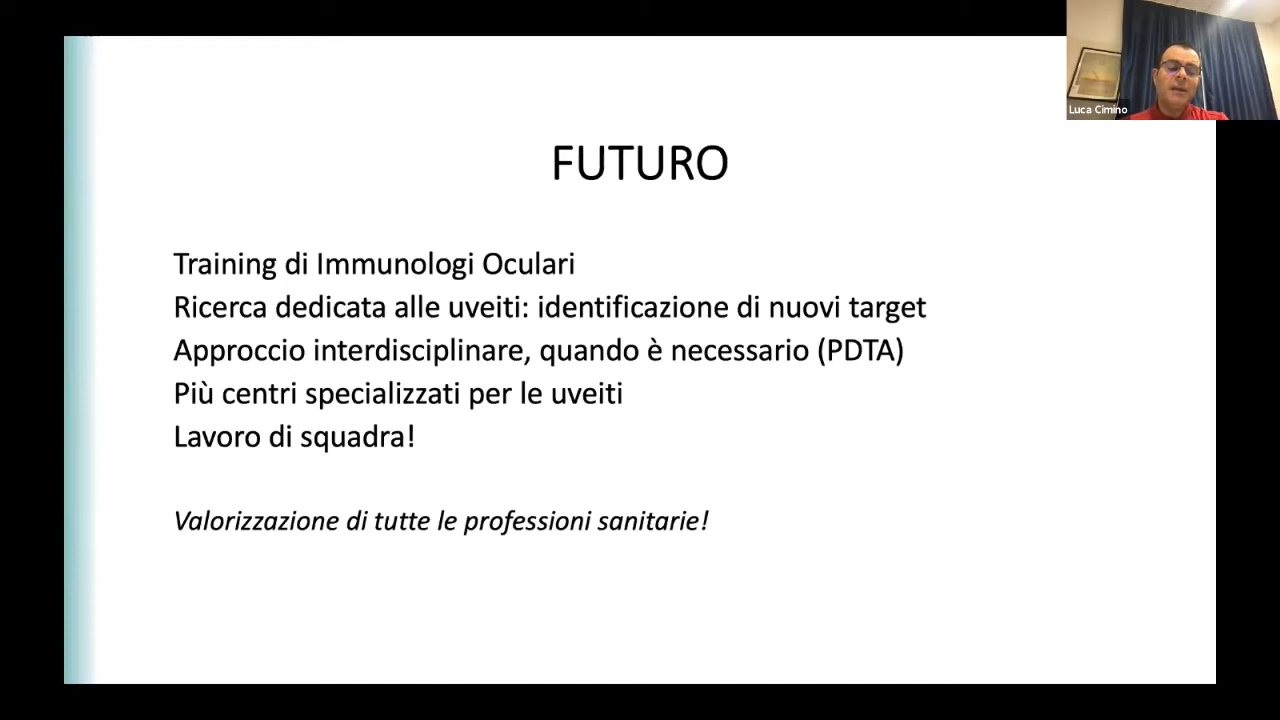 Luca Cimino
FUTURO
Training di Immunologi Oculari
Ricerca dedicata alle uveiti: identificazione di nuovi target
Approccio interdisciplinare, quando è necessario (PDTA)
Più centri specializzati per le uveiti
Lavoro di squadra!
Valorizzazione di tutte le professioni sanitarie!